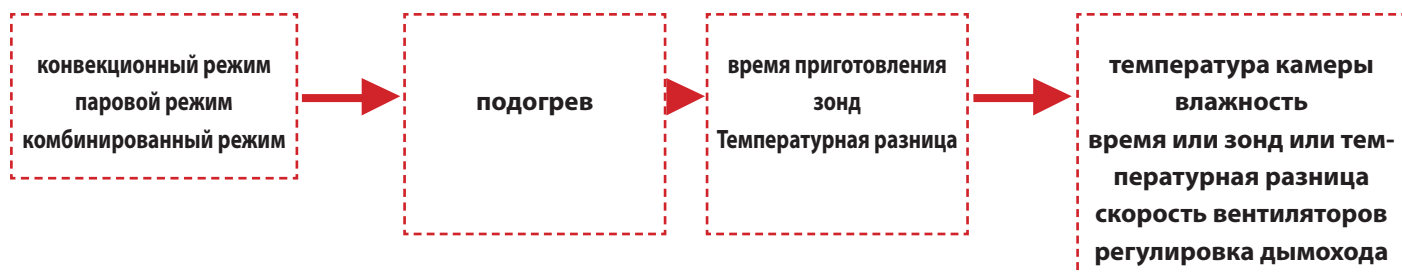 конвекционный режим
паровой режим
комбинированный режим
подогрев
время приготовления
зонд
Температурная разница
температура камеры
влажность
время или зонд или тем-
пературная разница
скорость вентиляторов
регулировка дымохода